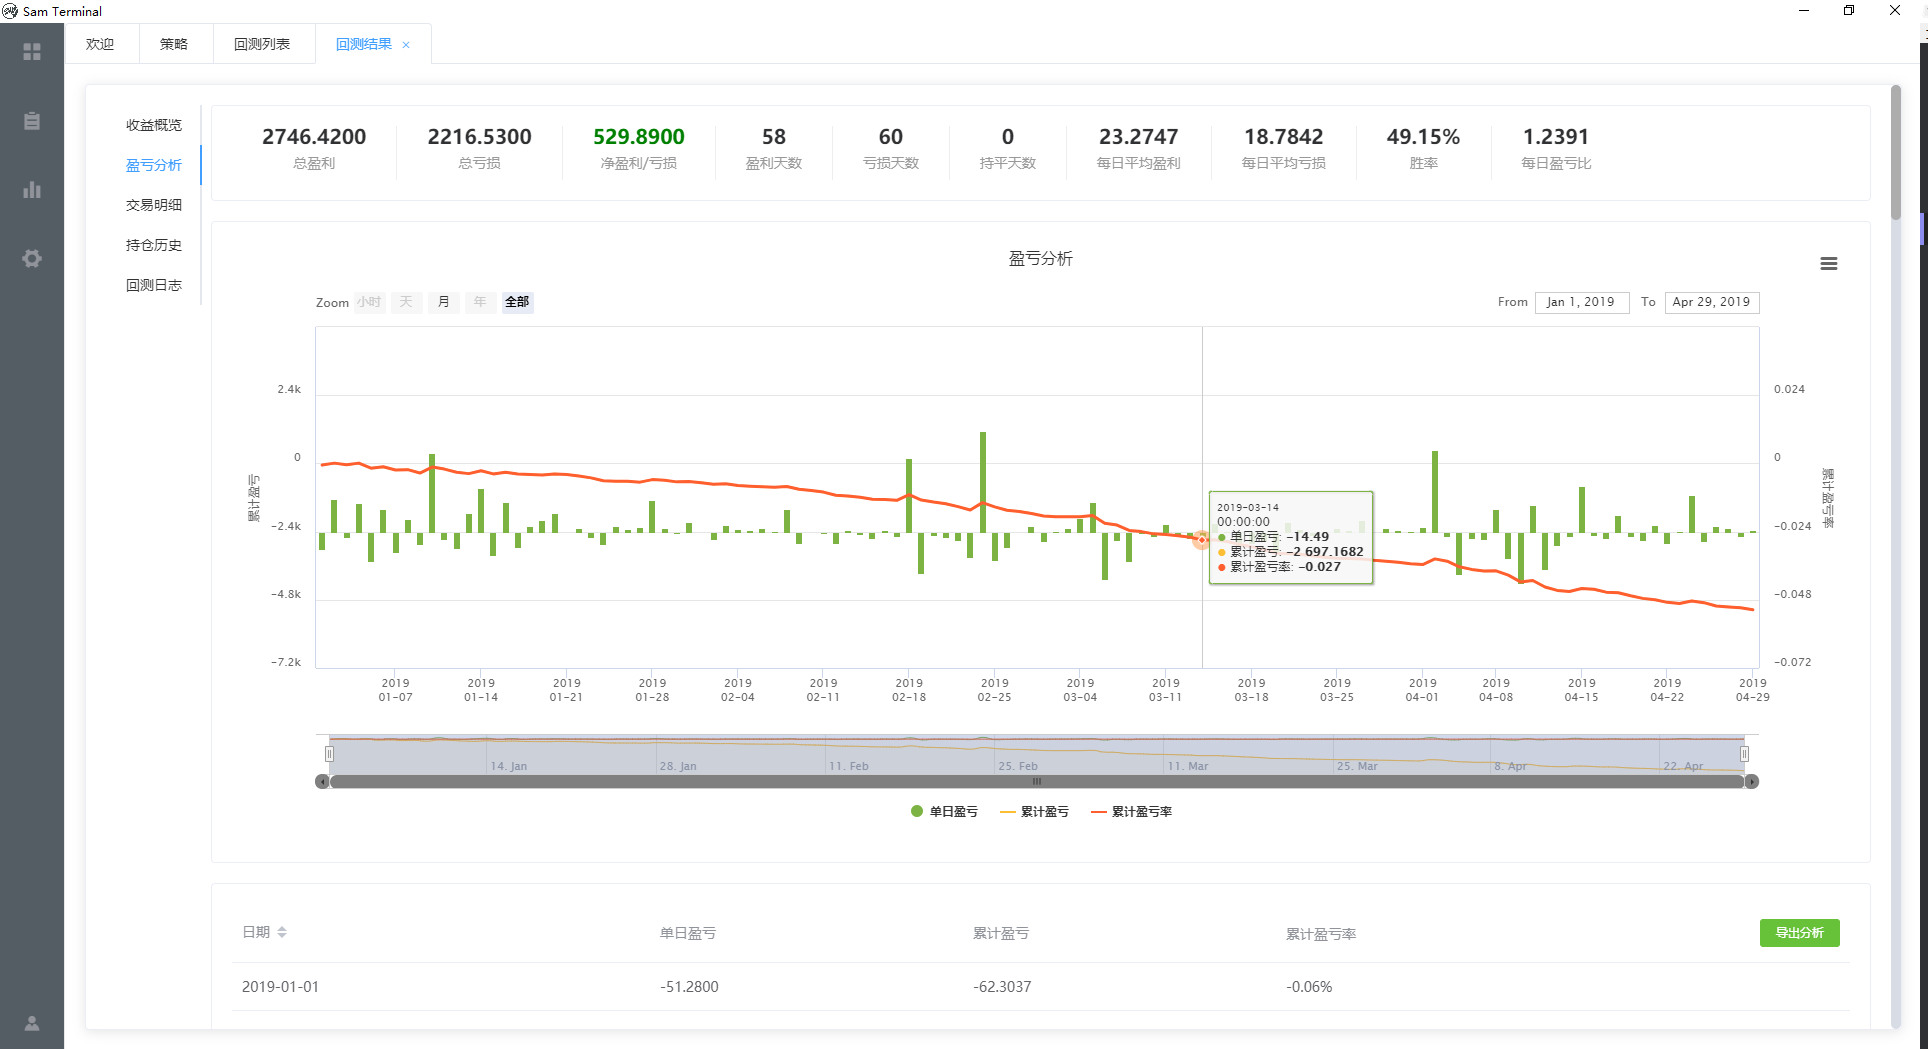 Sam Terminal
欢迎
策略
回测列表
回测结果 ×
收益概览
盈亏分析
交易明细
持仓历史
回测日志
2746.4200
总盈利
2216.5300
总亏损
529.8900
净盈利/亏损
58
盈利天数
60
亏损天数
0
持平天数
23.2747
每日平均盈利
18.7842
每日平均亏损
49.15%
胜率
1.2391
每日盈亏比
盈亏分析
Zoom 小时 天 月 年 全部
From Jan 1, 2019 To Apr 29, 2019
2.4k
0
-2.4k
-4.8k
-7.2k
累计盈亏
0.024
0
-0.024
-0.048
-0.072
累计盈亏率
2019-03-14
00:00:00
单日盈亏: -14.49
累计盈亏: -2 697.1682
累计盈亏率: -0.027
2019 01-07
2019 01-14
2019 01-21
2019 01-28
2019 02-04
2019 02-11
2019 02-18
2019 02-25
2019 03-04
2019 03-11
2019 03-18
2019 03-25
2019 04-01
2019 04-08
2019 04-15
2019 04-22
2019 04-29
14. Jan
28. Jan
11. Feb
25. Feb
11. Mar
25. Mar
8. Apr
22. Apr
单日盈亏
累计盈亏
累计盈亏率
日期 单日盈亏 累计盈亏 累计盈亏率 导出分析
2019-01-01 -51.2800 -62.3037 -0.06%